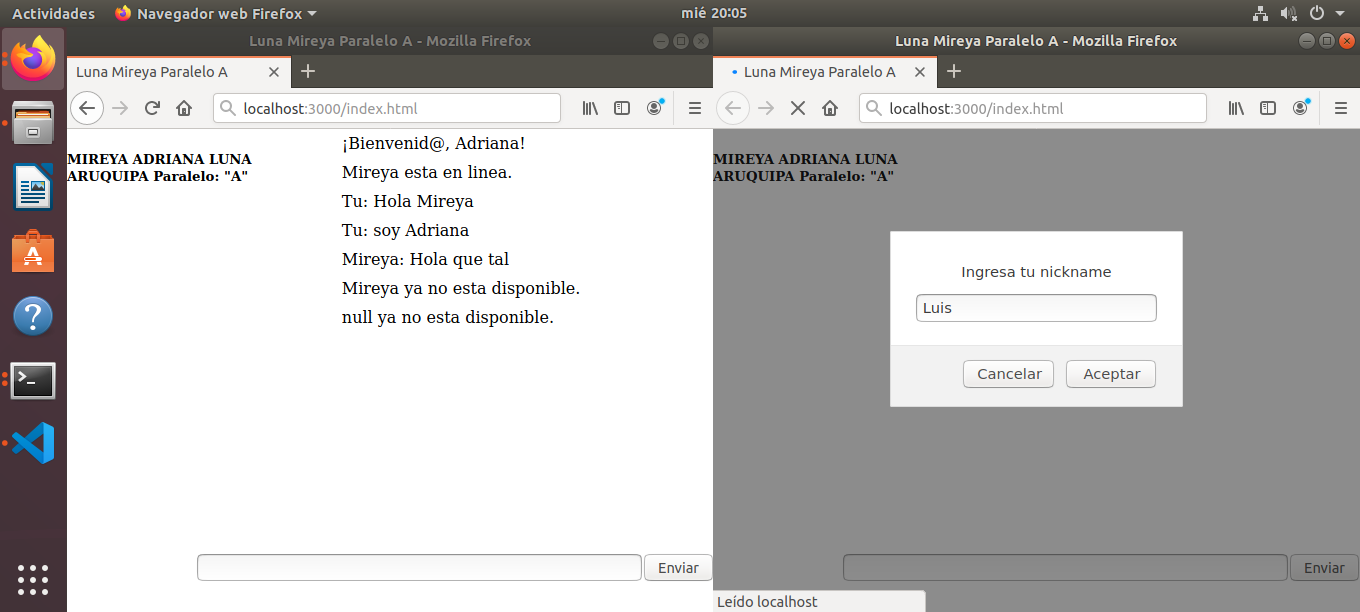 Actividades
Navegador web Firefox
mié 20:05
Luna Mireya Paralelo A - Mozilla Firefox
Luna Mireya Paralelo A
localhost:3000/index.html
MIREYA ADRIANA LUNA
ARUQUIPA Paralelo: "A"
¡Bienvenid@, Adriana!
Mireya esta en linea.
Tu: Hola Mireya
Tu: soy Adriana
Mireya: Hola que tal
Mireya ya no esta disponible.
null ya no esta disponible.
Enviar
Luna Mireya Paralelo A - Mozilla Firefox
Luna Mireya Paralelo A
localhost:3000/index.html
MIREYA ADRIANA LUNA
ARUQUIPA Paralelo: "A"
Ingresa tu nickname
Luis
Cancelar
Aceptar
Enviar
Leído localhost